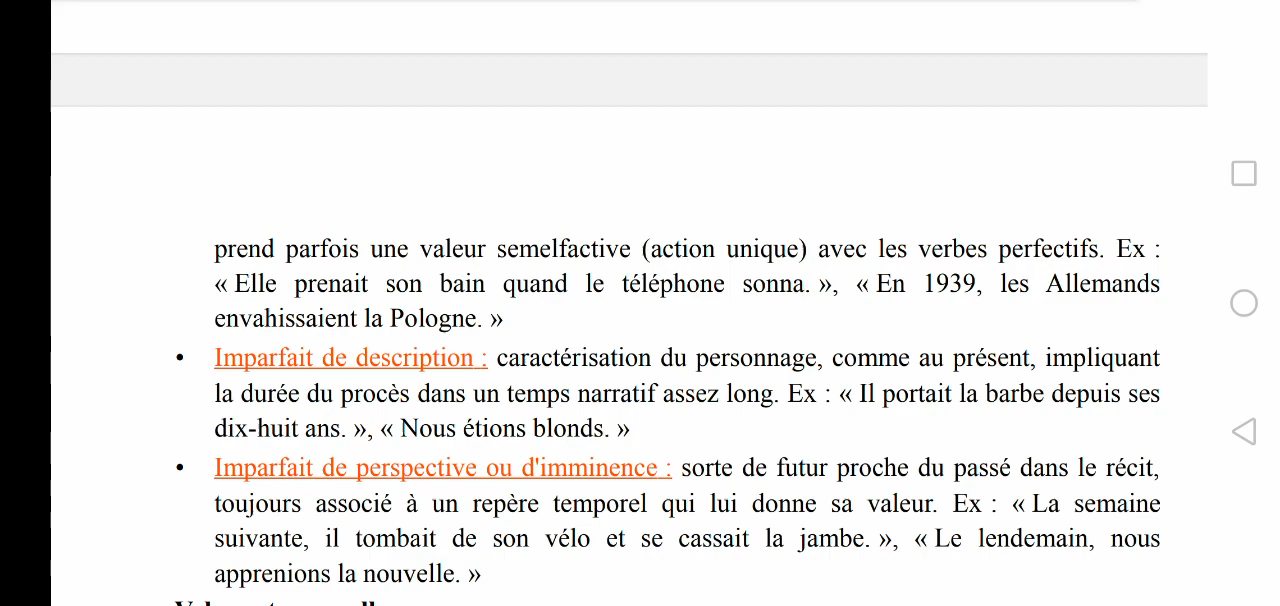 prend parfois une valeur semelfactive (action unique) avec les verbes perfectifs. Ex :
« Elle prenait son bain quand le téléphone sonna. », « En 1939, les Allemands
envahissaient la Pologne. »
• Imparfait de description : caractérisation du personnage, comme au présent, impliquant
la durée du procès dans un temps narratif assez long. Ex : « Il portait la barbe depuis ses
dix-huit ans. », « Nous étions blonds. »
• Imparfait de perspective ou d'imminence : sorte de futur proche du passé dans le récit,
toujours associé à un repère temporel qui lui donne sa valeur. Ex : « La semaine
suivante, il tombait de son vélo et se cassait la jambe. », « Le lendemain, nous
apprenions la nouvelle. »